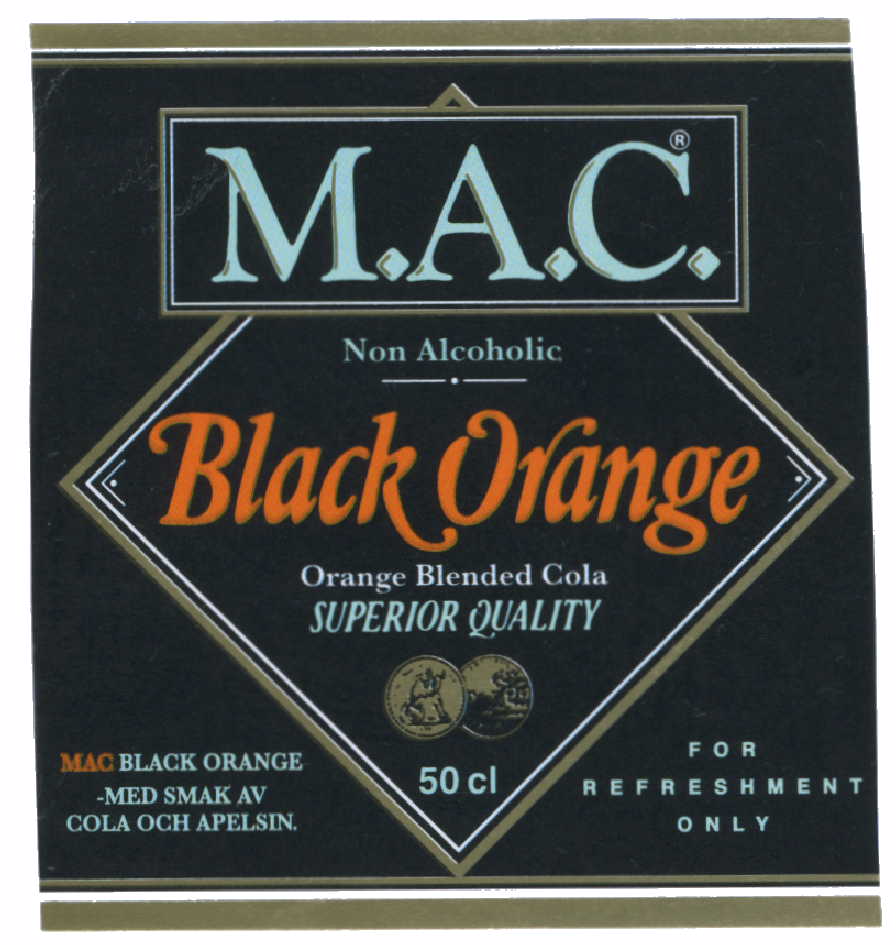 M.A.C.®
Non Alcoholic
Black Orange
Orange Blended Cola
SUPERIOR QUALITY
50 cl
MAC BLACK ORANGE
-MED SMAK AV
COLA OCH APELSIN.
FOR
REFRESHMENT
ONLY